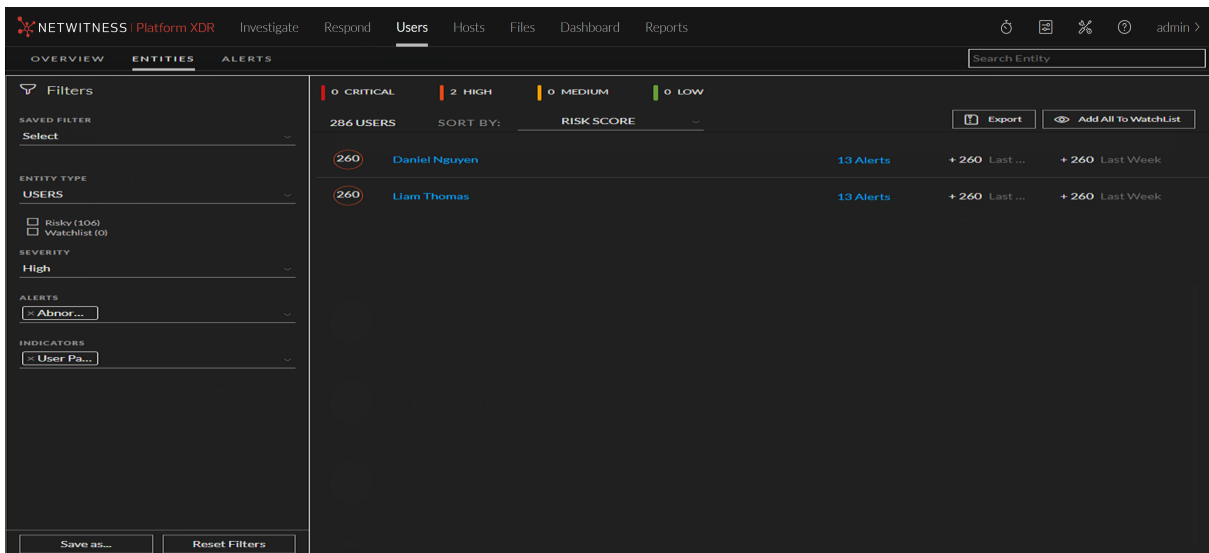 NETWITNESS Platform XDR Investigate Respond Users Hosts Files Dashboard Reports admin >
OVERVIEW ENTITIES ALERTS Search Entity
Filters
SAVED FILTER
Select
ENTITY TYPE
USERS
Risky (106)
Watchlist (0)
SEVERITY
High
ALERTS
× Abnor...
INDICATORS
× User Pa...
Save as... Reset Filters
0 CRITICAL 2 HIGH 0 MEDIUM 0 LOW
286 USERS SORT BY: RISK SCORE Export Add All To WatchList
260 Daniel Nguyen 13 Alerts + 260 Last ... + 260 Last Week
260 Liam Thomas 13 Alerts + 260 Last ... + 260 Last Week